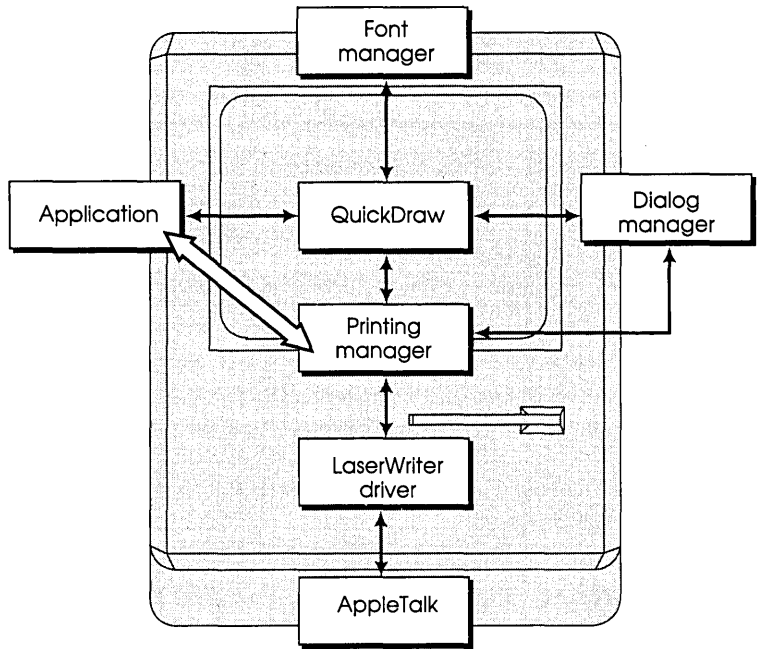 Font
manager
Application
QuickDraw
Dialog
manager
Printing
manager
LaserWriter
driver
AppleTalk